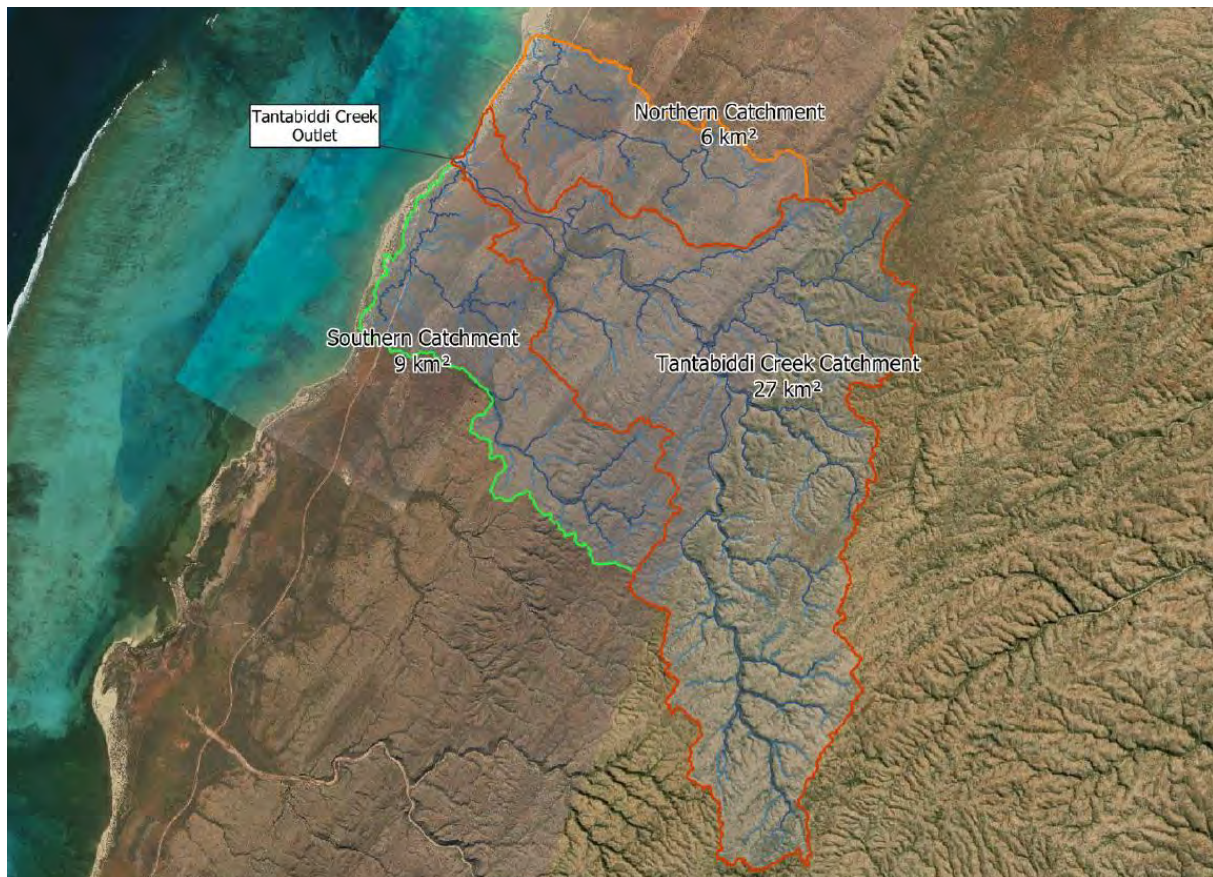 Tantabiddi Creek
Outlet
Northern Catchment
6 km²
Southern Catchment
9 km²
Tantabiddi Creek Catchment
27 km²